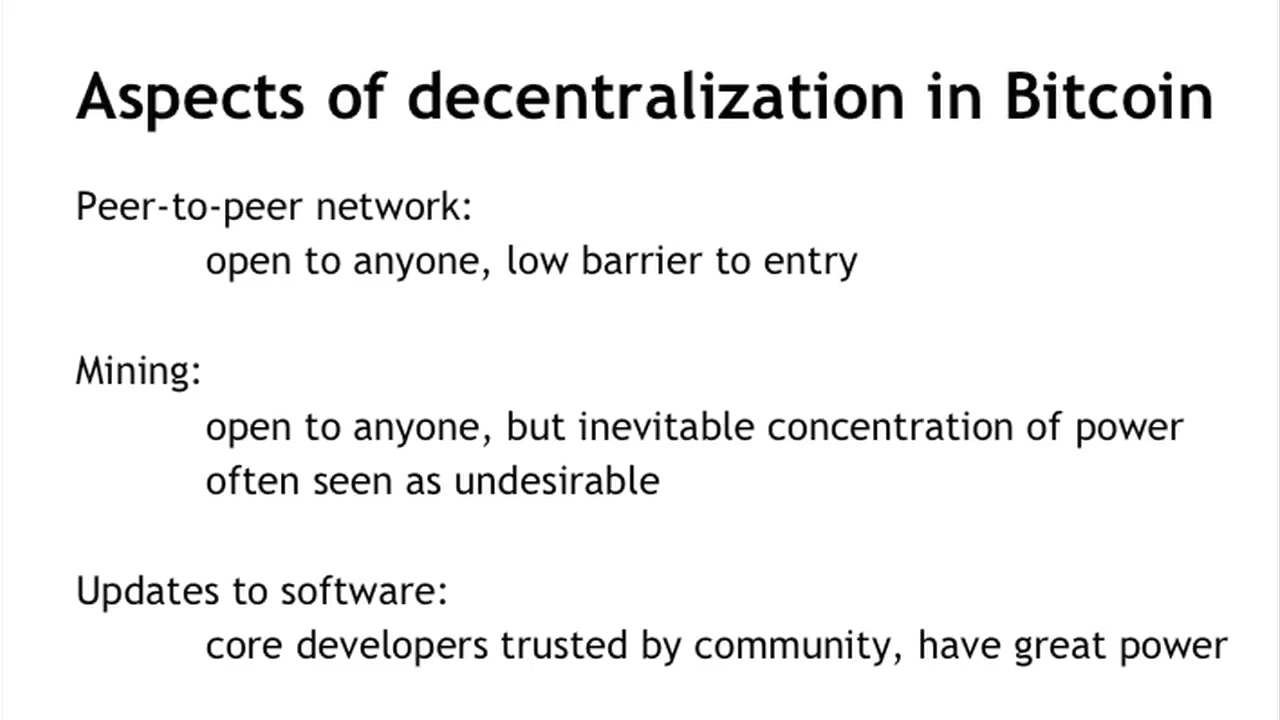 Aspects of decentralization in Bitcoin
Peer-to-peer network:
open to anyone, low barrier to entry
Mining:
open to anyone, but inevitable concentration of power
often seen as undesirable
Updates to software:
core developers trusted by community, have great power